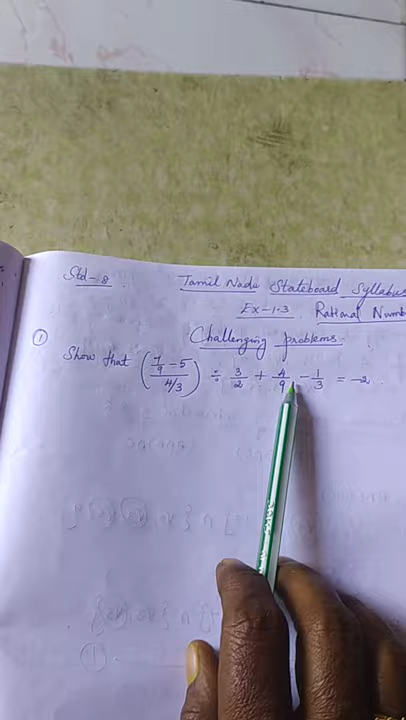 Std-8. Tamil Nadu Stateboard Syllabus
Ex-1.3. Rational Numb
Challenging problems.
① Show that ((7/9 - 5)/(4/3)) ÷ 3/2 + 4/9 - 1/3 = -2.